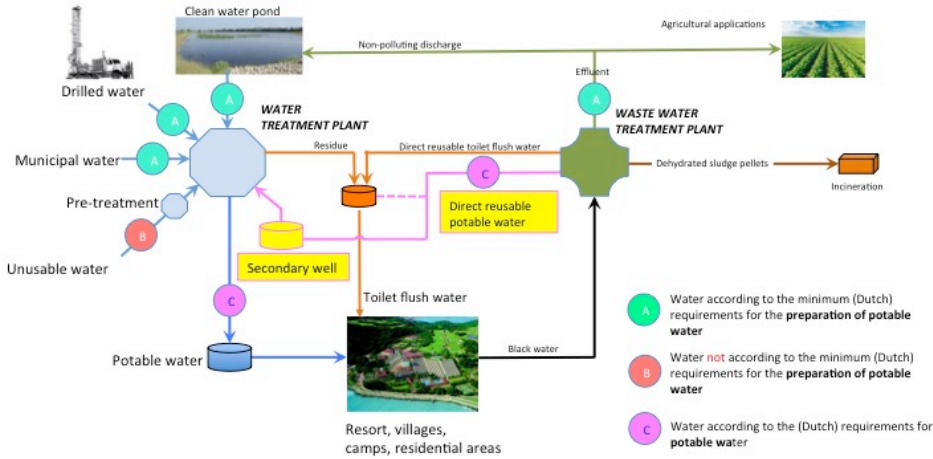 Clean water pond
Agricultural applications
Non-polluting discharge
Drilled water
A
Effluent
A
WATER
TREATMENT PLANT
WASTE WATER
TREATMENT PLANT
A
Municipal water
A
Residue
Direct reusable toilet flush water
C
Dehydrated sludge pellets
Incineration
Pre-treatment
B
Direct reusable
potable water
Unusable water
Secondary well
C
Toilet flush water
Potable water
Black water
Resort, villages,
camps, residential areas
A
Water according to the minimum (Dutch)
requirements for the preparation of potable
water
B
Water not according to the minimum (Dutch)
requirements for the preparation of potable
water
C
Water according to the (Dutch) requirements for
potable water